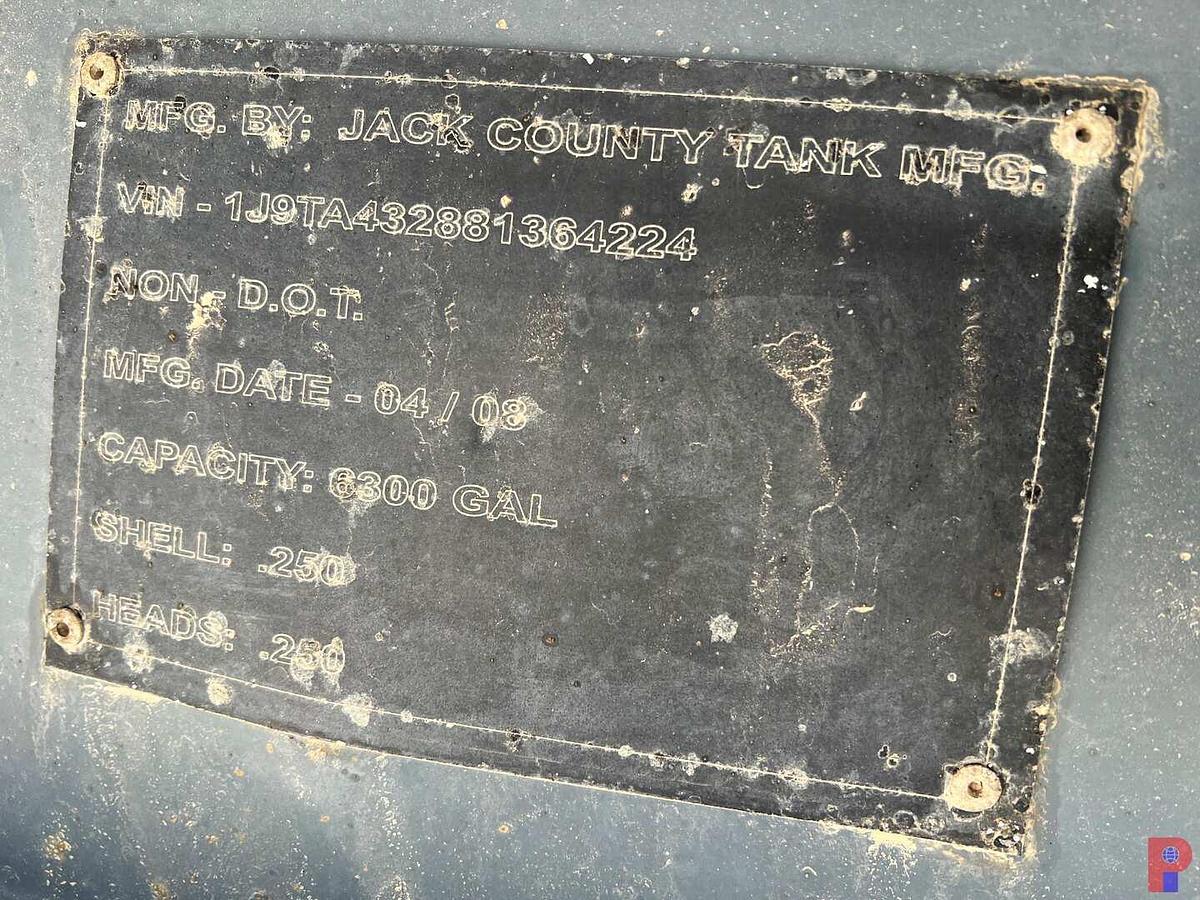 MFG. BY: JACK COUNTY TANK MFG.
VIN - 1J9TA432881364224
NON - D.O.T.
MFG. DATE - 04 / 08
CAPACITY: 6300 GAL
SHELL: .250
HEADS: .250